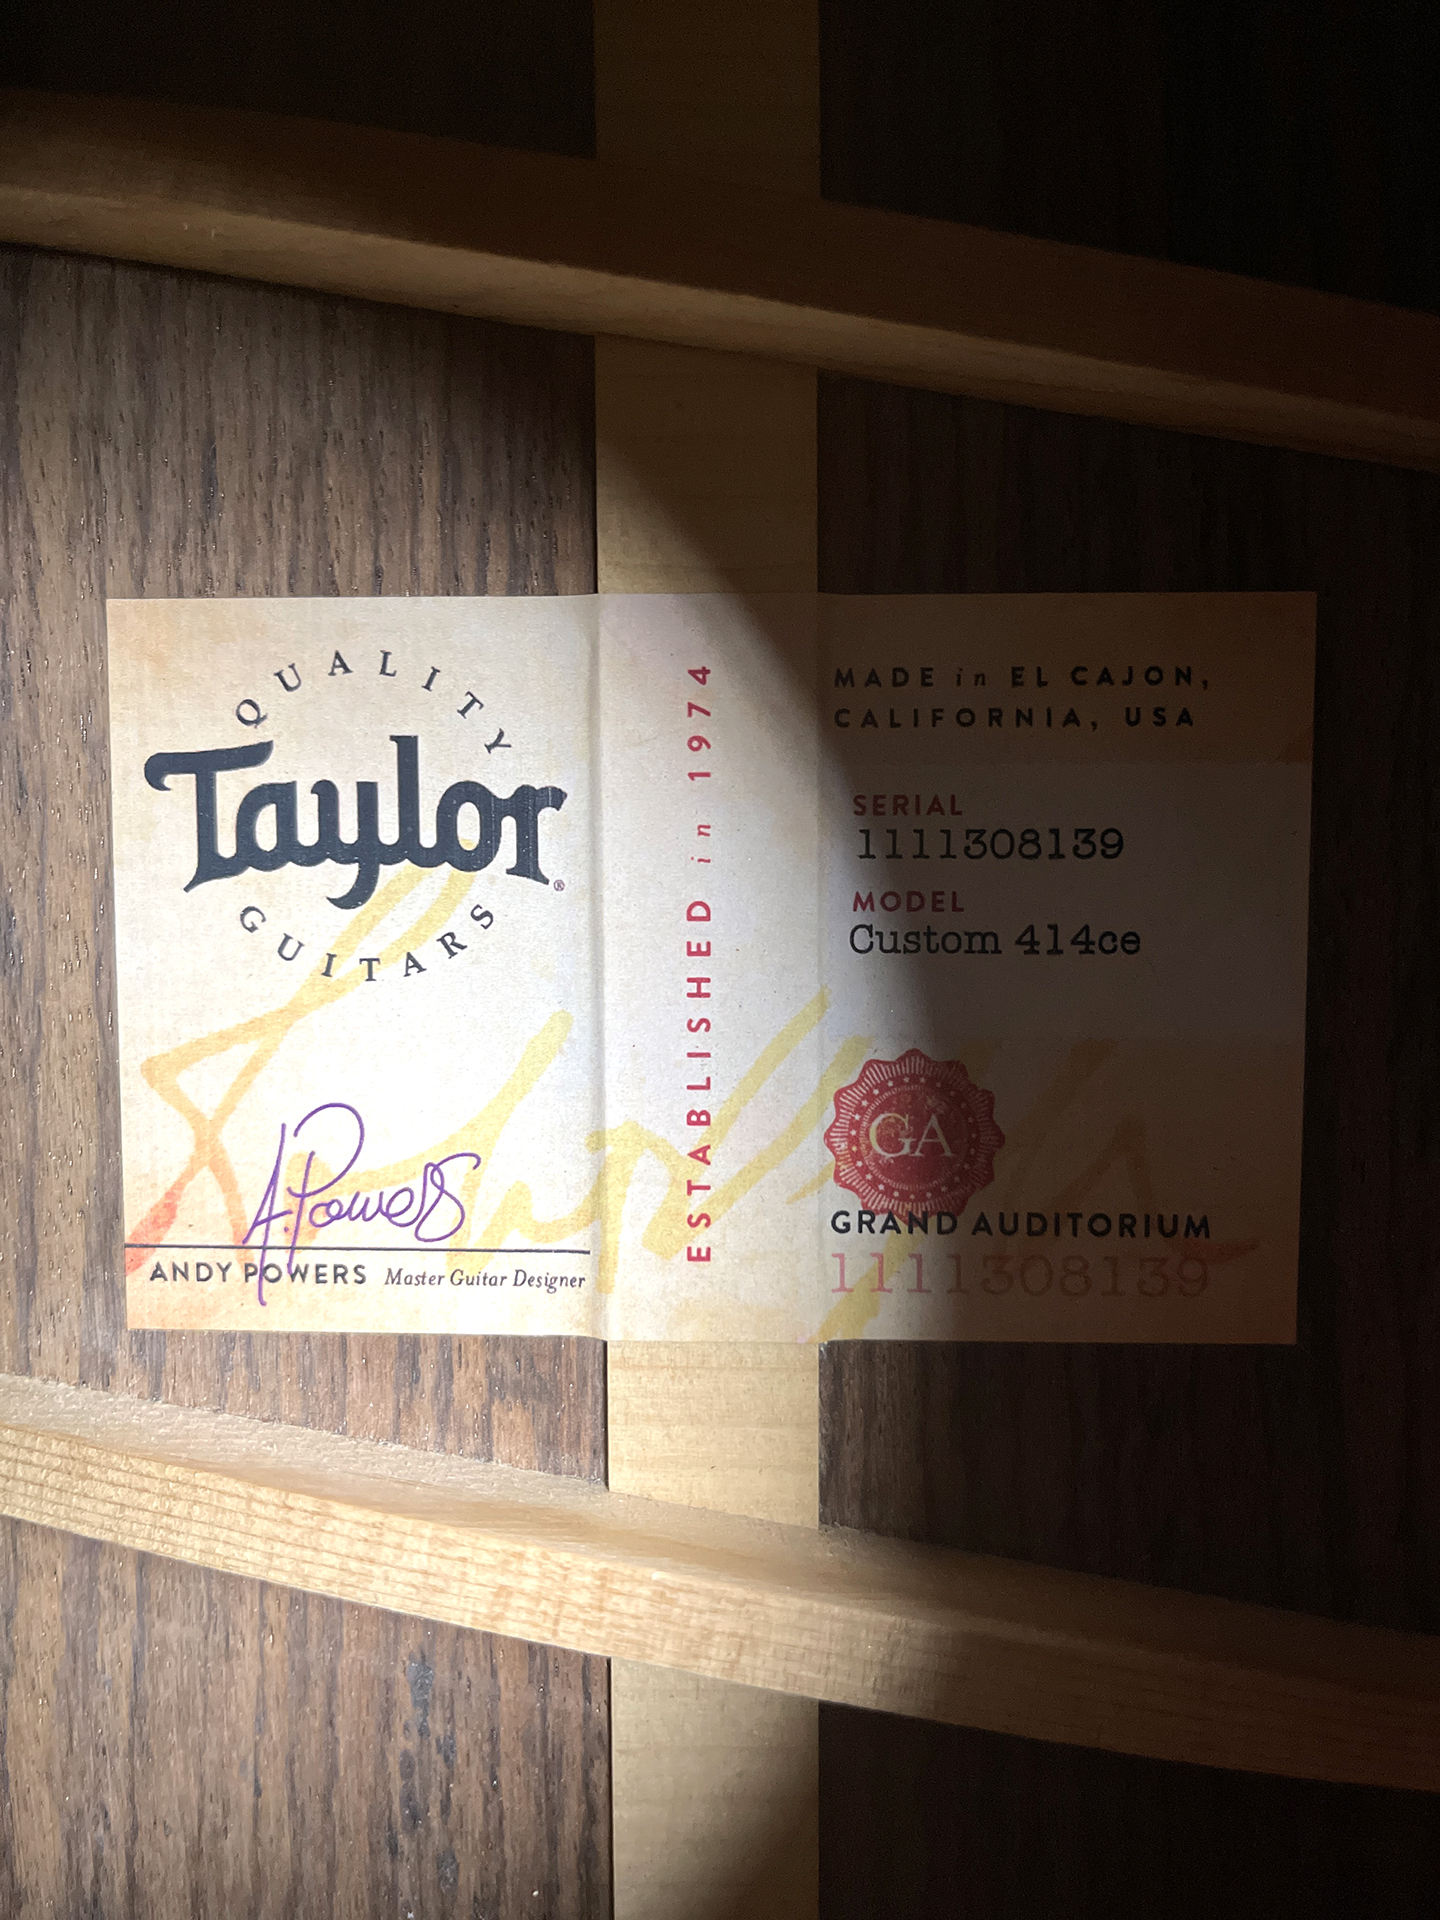 QUALITY
Taylor®
GUITARS
A. Powers
ANDY POWERS Master Guitar Designer
ESTABLISHED in 1974
MADE in EL CAJON,
CALIFORNIA, USA
SERIAL
1111308139
MODEL
Custom 414ce
GA
GRAND AUDITORIUM
1111308139